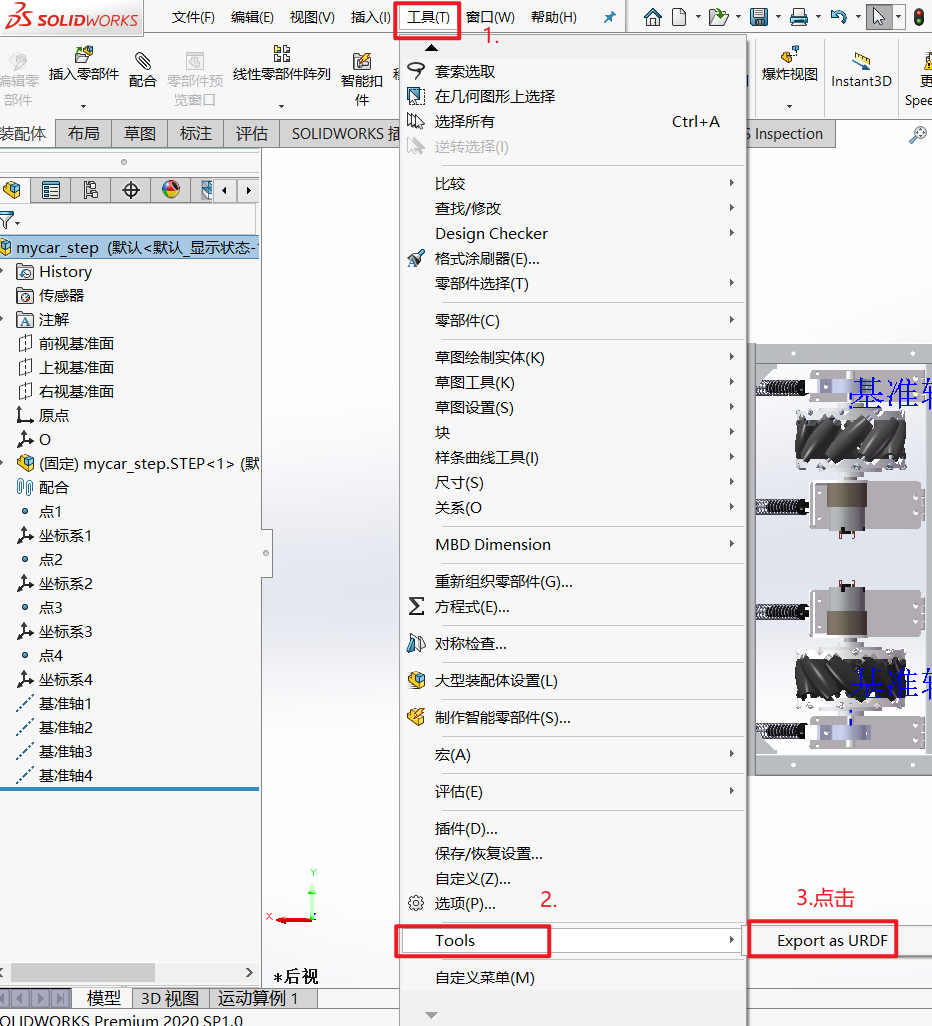 SOLIDWORKS
文件(F) 编辑(E) 视图(V) 插入(I) 工具(T) 窗口(W) 帮助(H)
1.
编辑零部件
插入零部件
配合
零部件预览窗口
线性零部件阵列
智能扣件
爆炸视图
Instant3D
更
Spee
装配体 布局 草图 标注 评估 SOLIDWORKS 插
S Inspection
套索选取
在几何图形上选择
选择所有 Ctrl+A
逆转选择(I)
比较
查找/修改
Design Checker
格式涂刷器(E)...
零部件选择(T)
零部件(C)
草图绘制实体(K)
草图工具(K)
草图设置(S)
块
样条曲线工具(I)
尺寸(S)
关系(O
MBD Dimension
重新组织零部件(G)...
方程式(E)...
对称检查...
大型装配体设置(L)
制作智能零部件(S)...
宏(A)
评估(E)
插件(D)...
保存/恢复设置...
自定义(Z)...
选项(P)...
2.
Tools
3.点击
Export as URDF
自定义菜单(M)
mycar_step (默认<默认_显示状态-
History
传感器
注解
前视基准面
上视基准面
右视基准面
原点
O
(固定) mycar_step.STEP<1> (默
配合
点1
坐标系1
点2
坐标系2
点3
坐标系3
点4
坐标系4
基准轴1
基准轴2
基准轴3
基准轴4
基准轴
基准轴
Y
X
*后视
模型 3D 视图 运动算例 1
OLIDWORKS Premium 2020 SP1.0